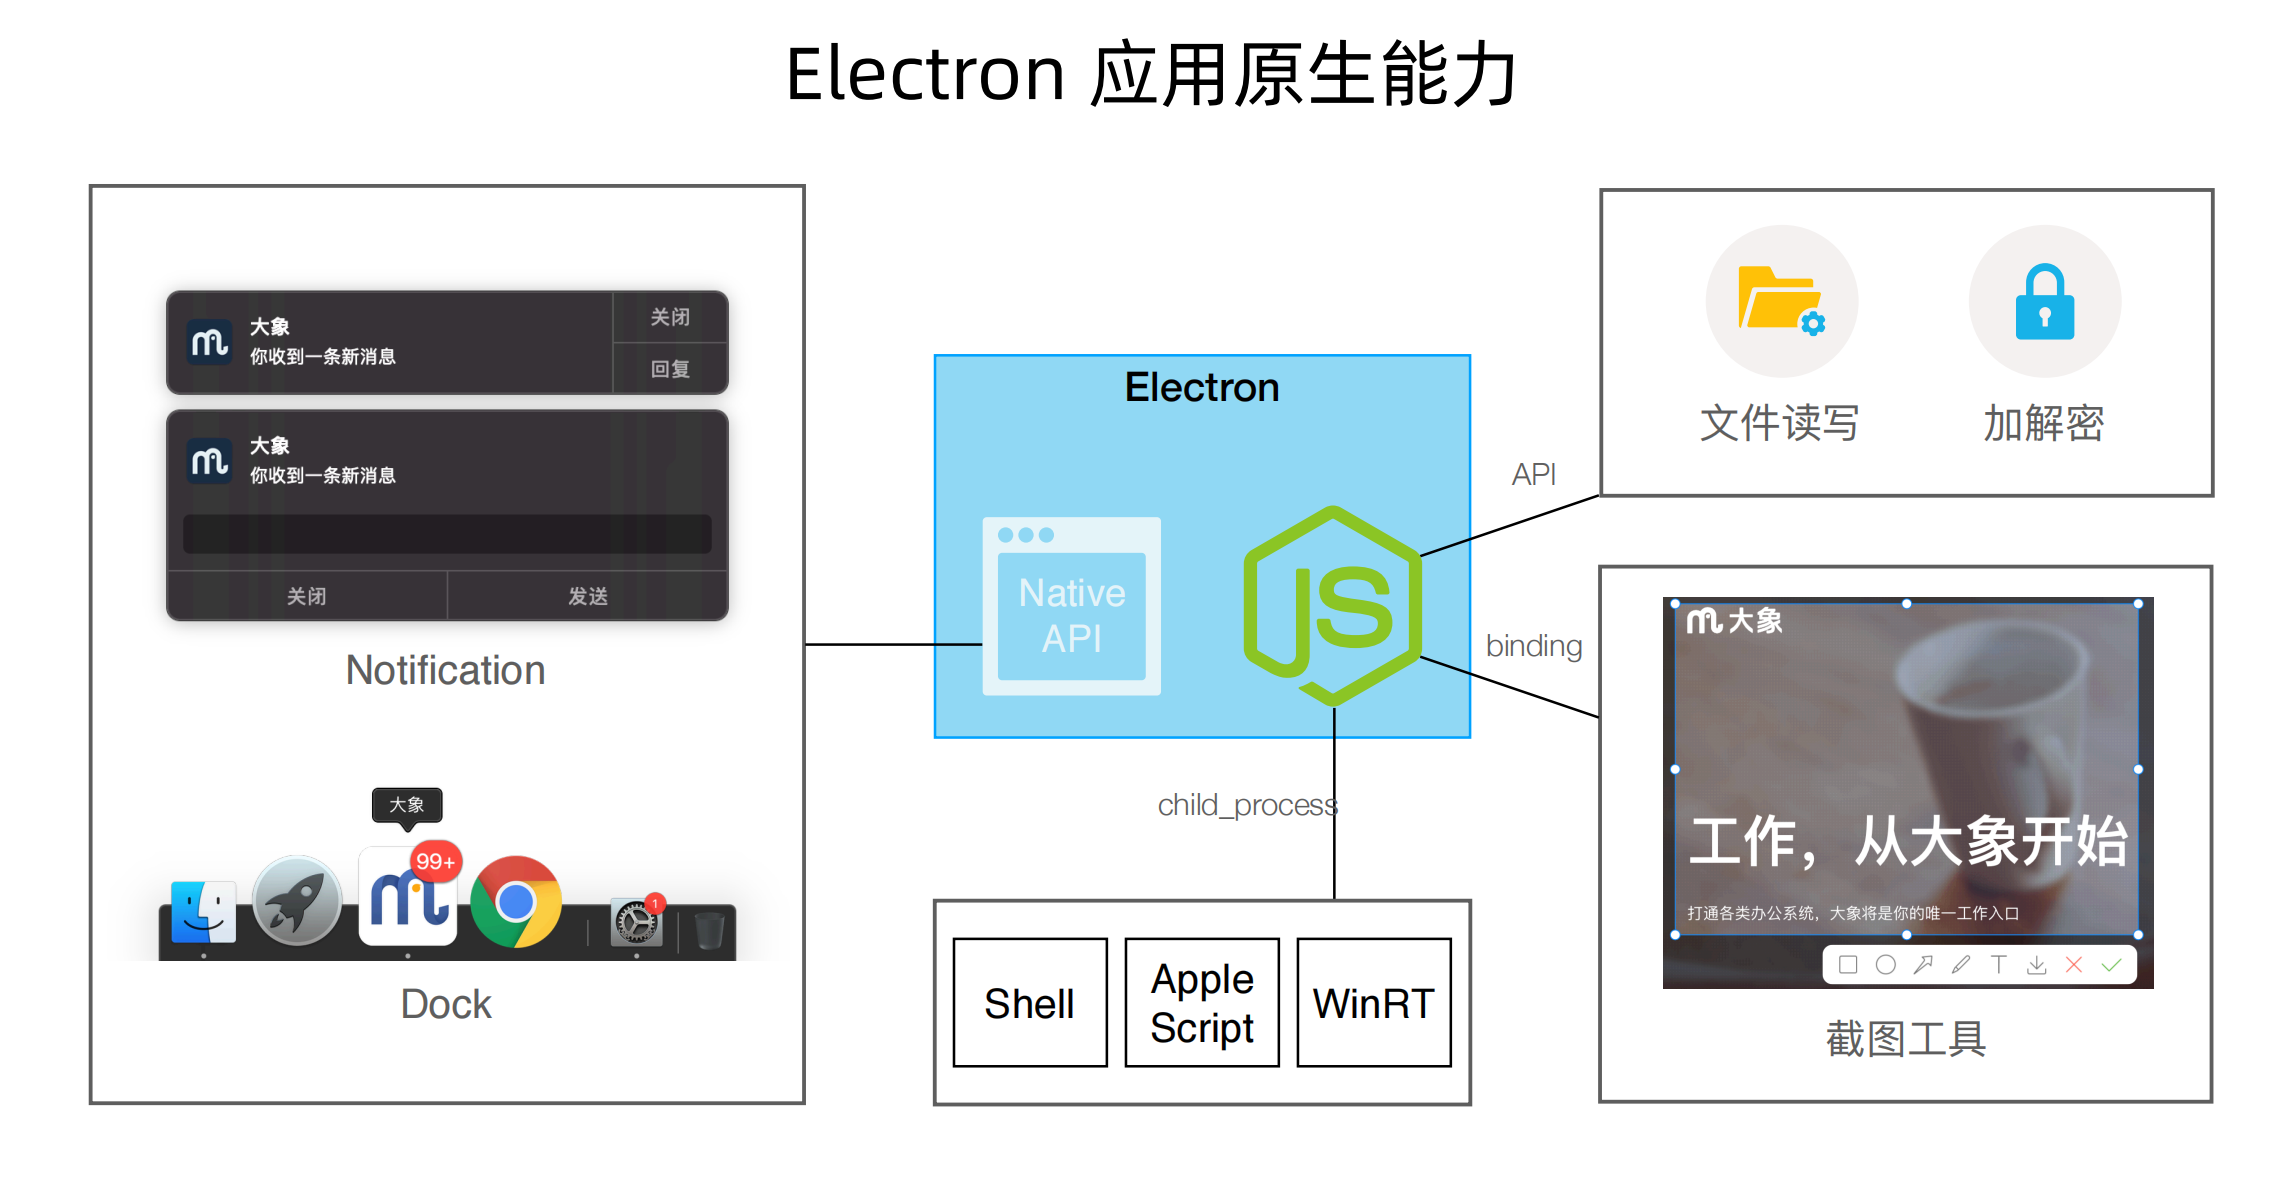 Electron 应用原生能力
大象
你收到一条新消息
关闭
回复
大象
你收到一条新消息
关闭
发送
Notification
大象
99+
1
Dock
Electron
Native
API
JS
API
binding
child_process
Shell
Apple
Script
WinRT
文件读写
加解密
大象
工作，从大象开始
打通各类办公系统，大象将是你的唯一工作入口
T
截图工具